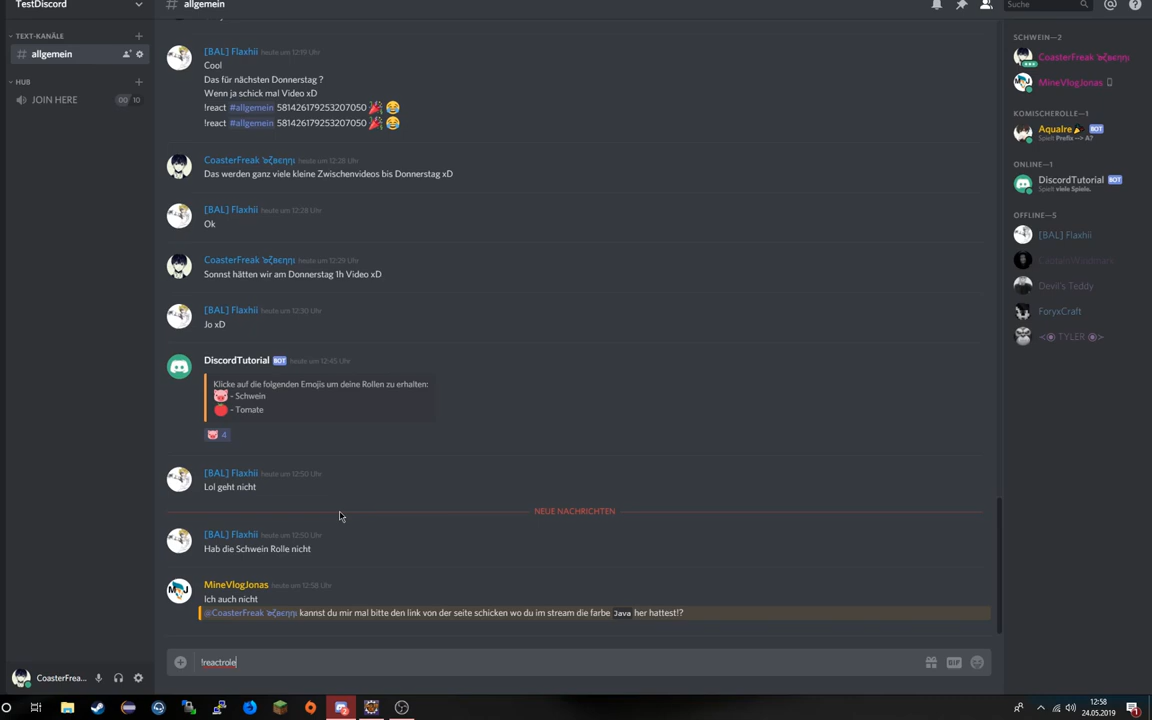 TestDiscord
# allgemein
Suche
TEXT-KANÄLE
# allgemein
HUB
JOIN HERE
00 10
[BAL] Flaxhii heute um 12:19 Uhr
Cool
Das für nächsten Donnerstag ?
Wenn ja schick mal Video xD
!react #allgemein 581426179253207050 🎉 😂
!react #allgemein 581426179253207050 🎉 😂
CoasterFreak heute um 12:28 Uhr
Das werden ganz viele kleine Zwischenvideos bis Donnerstag xD
[BAL] Flaxhii heute um 12:28 Uhr
Ok
CoasterFreak heute um 12:29 Uhr
Sonst hätten wir am Donnerstag 1h Video xD
[BAL] Flaxhii heute um 12:30 Uhr
Jo xD
DiscordTutorial BOT heute um 12:45 Uhr
Klicke auf die folgenden Emojis um deine Rollen zu erhalten:
🐷 - Schwein
🍅 - Tomate
🐷 4
[BAL] Flaxhii heute um 12:50 Uhr
Lol geht nicht
NEUE NACHRICHTEN
[BAL] Flaxhii heute um 12:50 Uhr
Hab die Schwein Rolle nicht
MineVlogJonas heute um 12:58 Uhr
Ich auch nicht
@CoasterFreak kannst du mir mal bitte den link von der seite schicken wo du im stream die farbe Java her hattest!?
!reactrole
GIF
SCHWEIN—2
CoasterFreak
MineVlogJonas
KOMISCHEROLLE—1
Aqualre 🎉 BOT
Spielt Prefix --> A?
ONLINE—1
DiscordTutorial BOT
Spielt viele Spiele.
OFFLINE—5
[BAL] Flaxhii
Devil's Teddy
ForyxCraft
TYLER
CoasterFrea...
12:58
24.05.2019